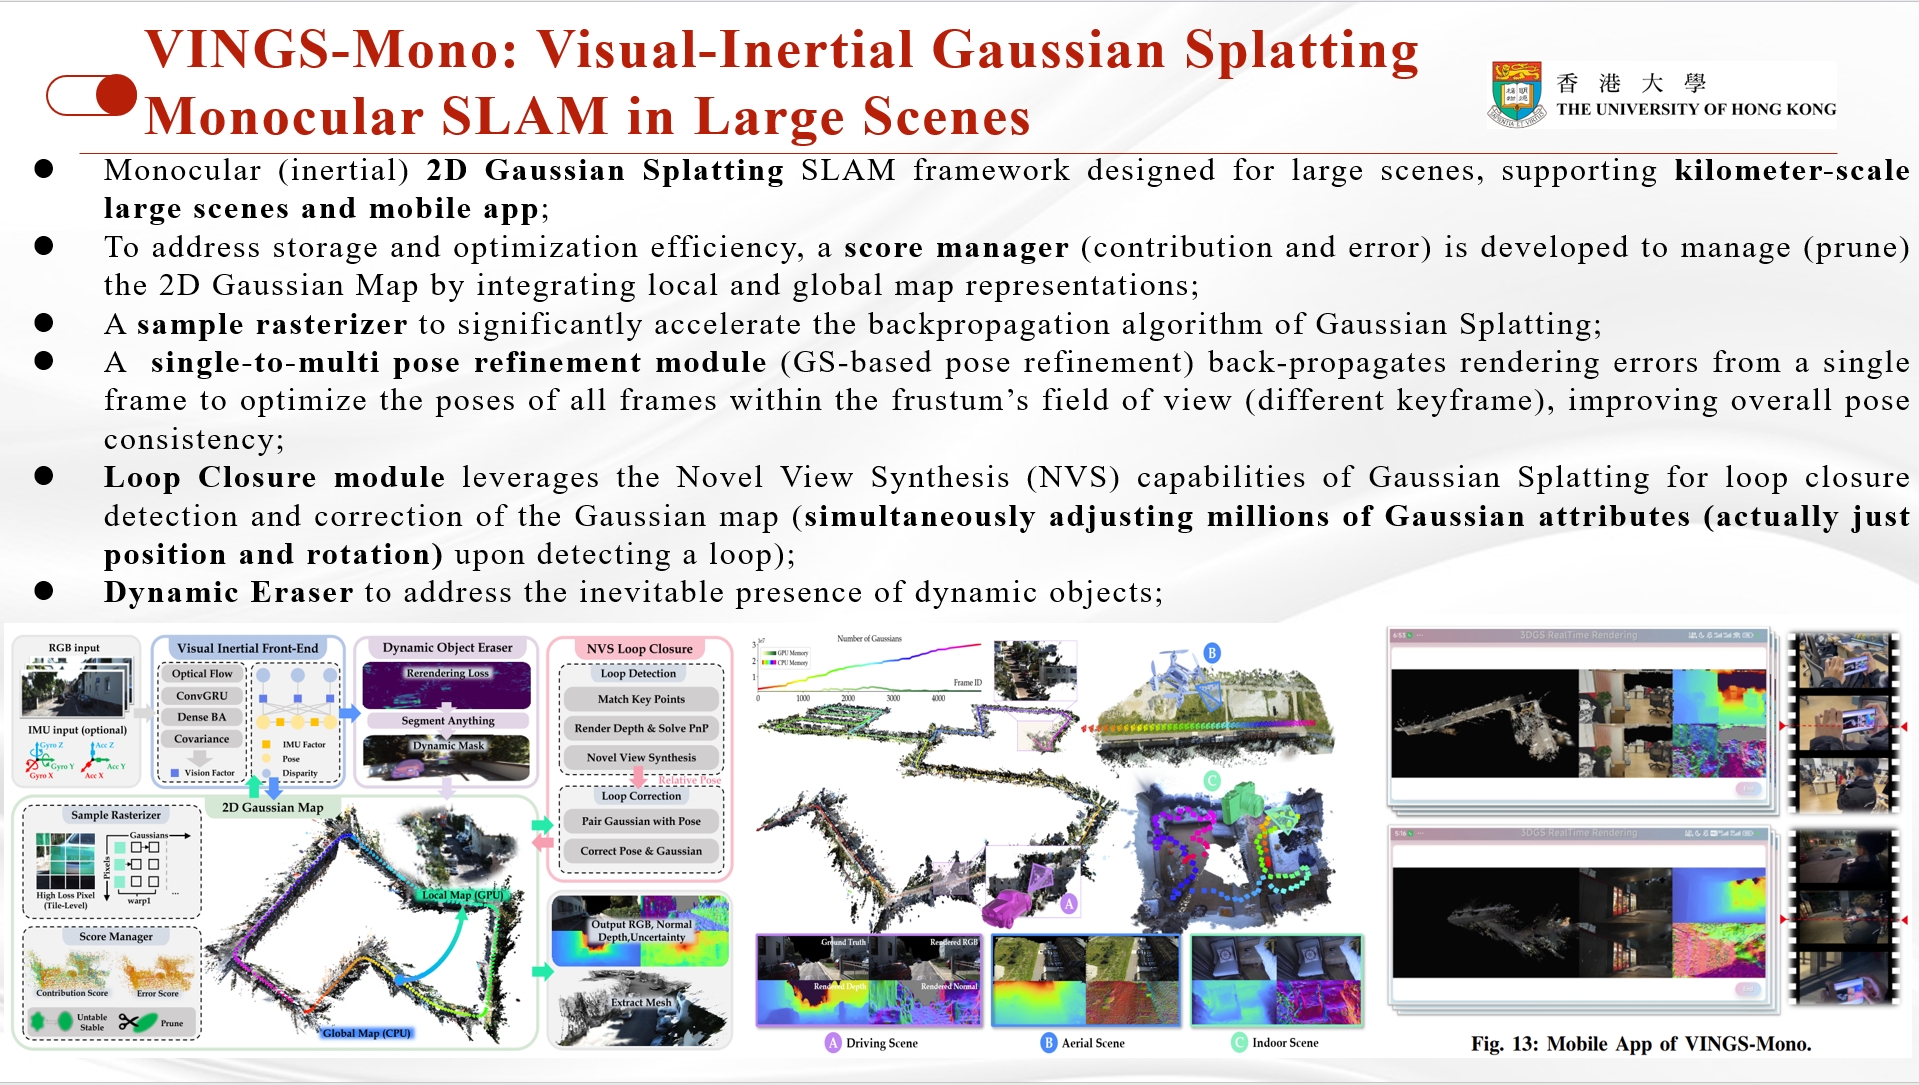 VINGS-Mono: Visual-Inertial Gaussian Splatting
Monocular SLAM in Large Scenes
香港大學
THE UNIVERSITY OF HONG KONG
● Monocular (inertial) 2D Gaussian Splatting SLAM framework designed for large scenes, supporting kilometer-scale
large scenes and mobile app;
● To address storage and optimization efficiency, a score manager (contribution and error) is developed to manage (prune)
the 2D Gaussian Map by integrating local and global map representations;
● A sample rasterizer to significantly accelerate the backpropagation algorithm of Gaussian Splatting;
● A single-to-multi pose refinement module (GS-based pose refinement) back-propagates rendering errors from a single
frame to optimize the poses of all frames within the frustum’s field of view (different keyframe), improving overall pose
consistency;
● Loop Closure module leverages the Novel View Synthesis (NVS) capabilities of Gaussian Splatting for loop closure
detection and correction of the Gaussian map (simultaneously adjusting millions of Gaussian attributes (actually just
position and rotation) upon detecting a loop);
● Dynamic Eraser to address the inevitable presence of dynamic objects;
RGB input
IMU input (optional)
Gyro Z
Gyro Y
Gyro X
Acc Z
Acc Y
Acc X
Visual Inertial Front-End
Optical Flow
ConvGRU
Dense BA
Covariance
Vision Factor
IMU Factor
Pose
Disparity
Dynamic Object Eraser
Rerendering Loss
Segment Anything
Dynamic Mask
NVS Loop Closure
Loop Detection
Match Key Points
Render Depth & Solve PnP
Novel View Synthesis
Relative Pose
Loop Correction
Pair Gaussian with Pose
Correct Pose & Gaussian
2D Gaussian Map
Sample Rasterizer
Gaussians
Pixels
...
warp1
High Loss Pixel
(Tile-Level)
Score Manager
Contribution Score
Error Score
Untable
Stable
Prune
Local Map (GPU)
Global Map (CPU)
Output RGB, Normal
Depth,Uncertainty
Extract Mesh
Number of Gaussians
GPU Memory
CPU Memory
3
2
1
0
1000
2000
3000
4000
Frame ID
B
C
A
Ground Truth
Rendered RGB
Rendered Depth
Rendered Normal
A Driving Scene
B Aerial Scene
C Indoor Scene
6:53
3DGS RealTime Rendering
3DGS RealTime Rendering
Fig. 13: Mobile App of VINGS-Mono.